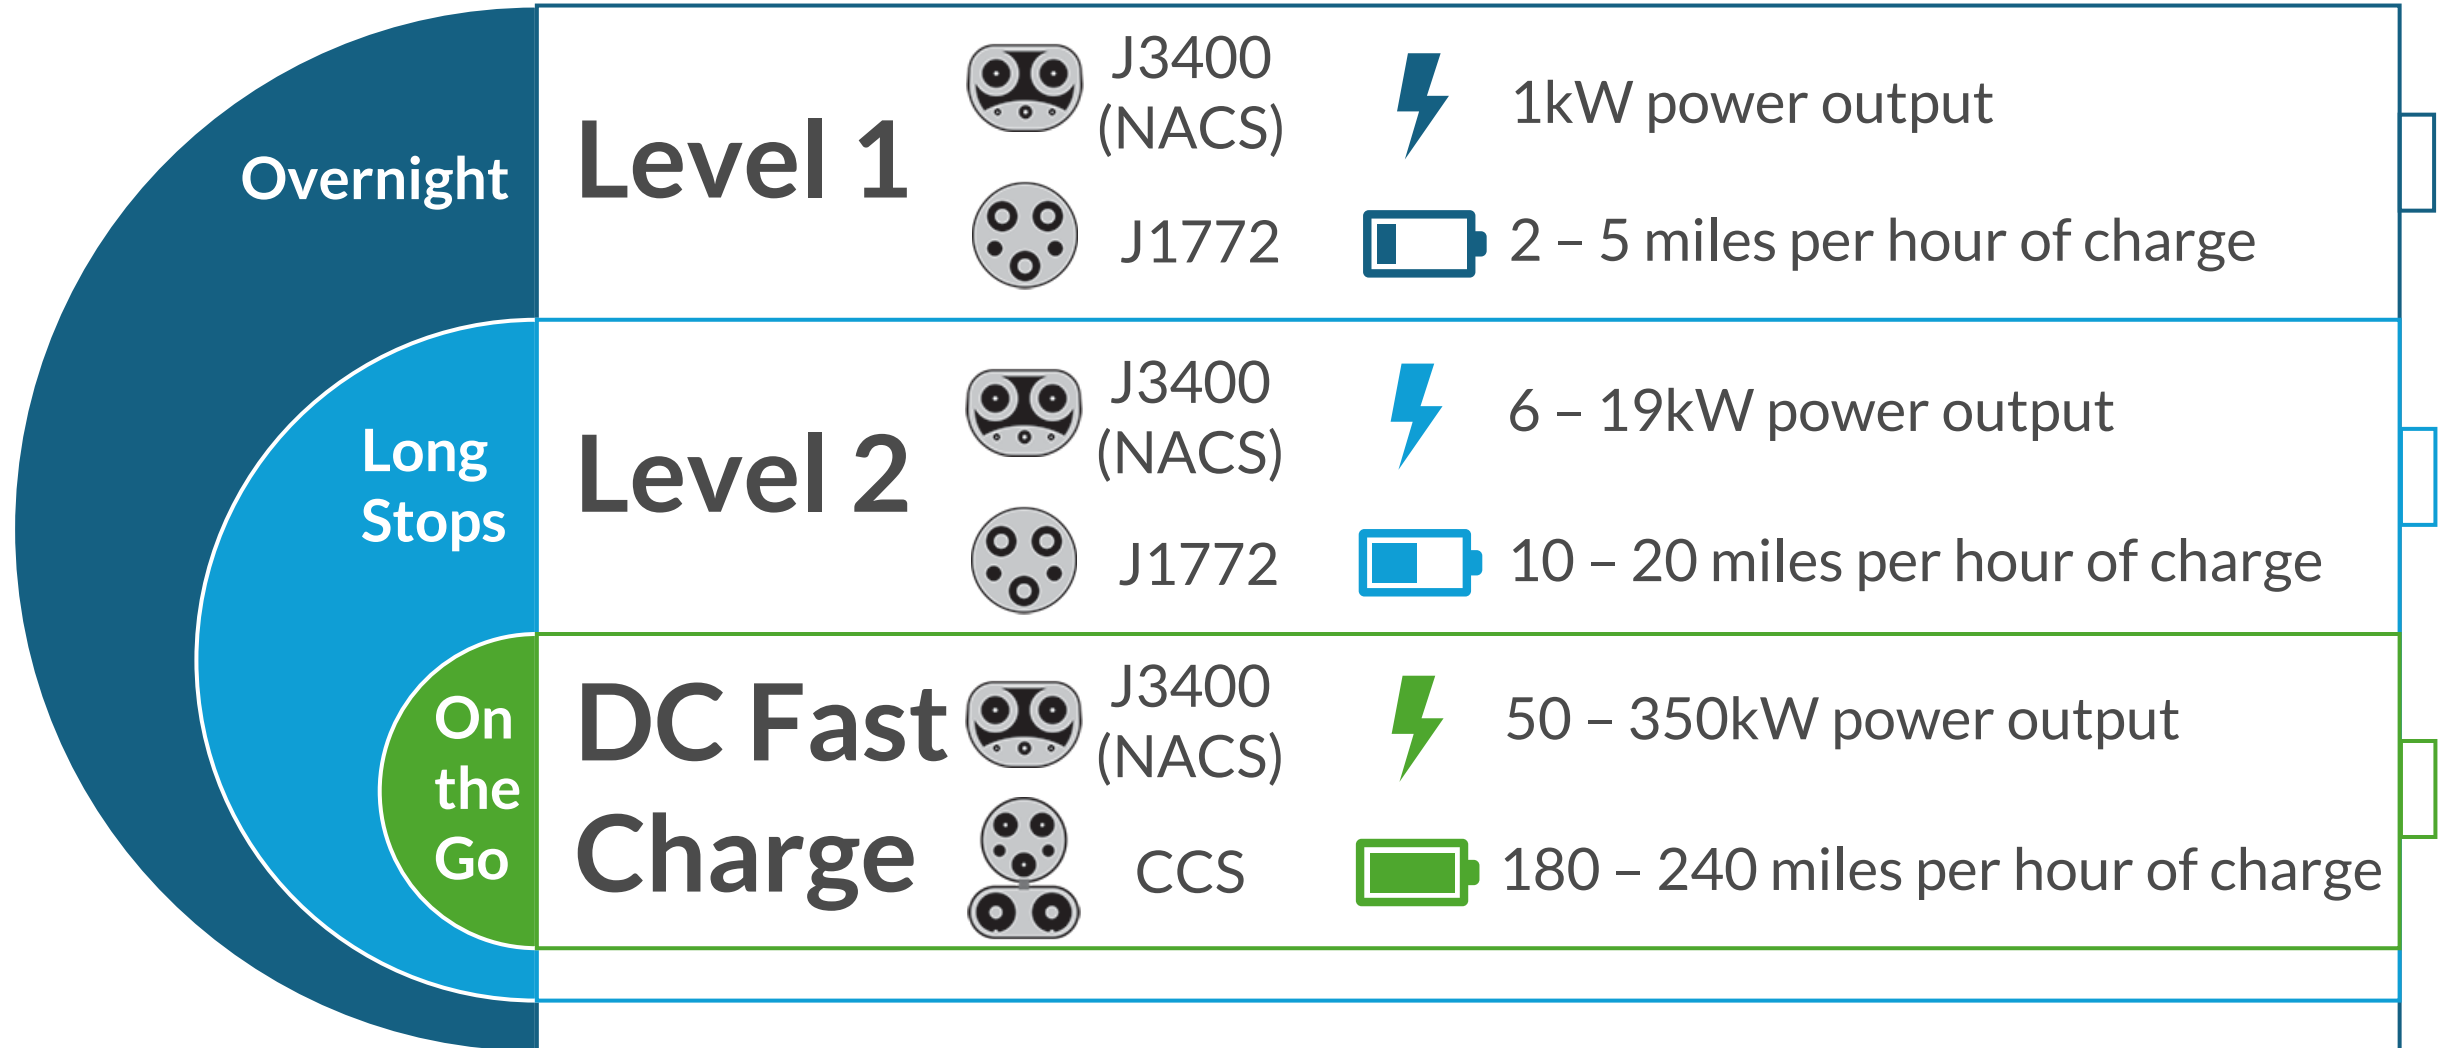 Overnight
Level 1
J3400
(NACS)
J1772
1kW power output
2 – 5 miles per hour of charge
Long
Stops
Level 2
J3400
(NACS)
J1772
6 – 19kW power output
10 – 20 miles per hour of charge
On
the
Go
DC Fast
Charge
J3400
(NACS)
CCS
50 – 350kW power output
180 – 240 miles per hour of charge